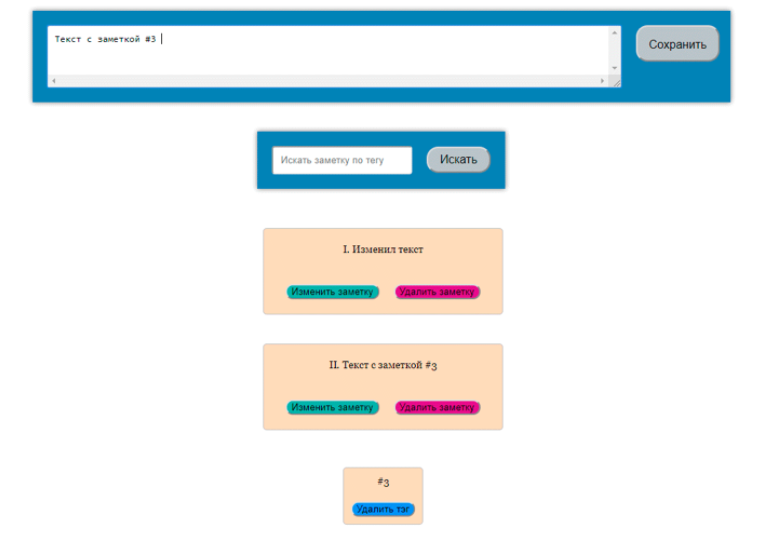 Текст с заметкой #3
Сохранить
Искать заметку по тегу
Искать
I. Изменил текст
Изменить заметку Удалить заметку
II. Текст с заметкой #3
Изменить заметку Удалить заметку
#3
Удалить тэг